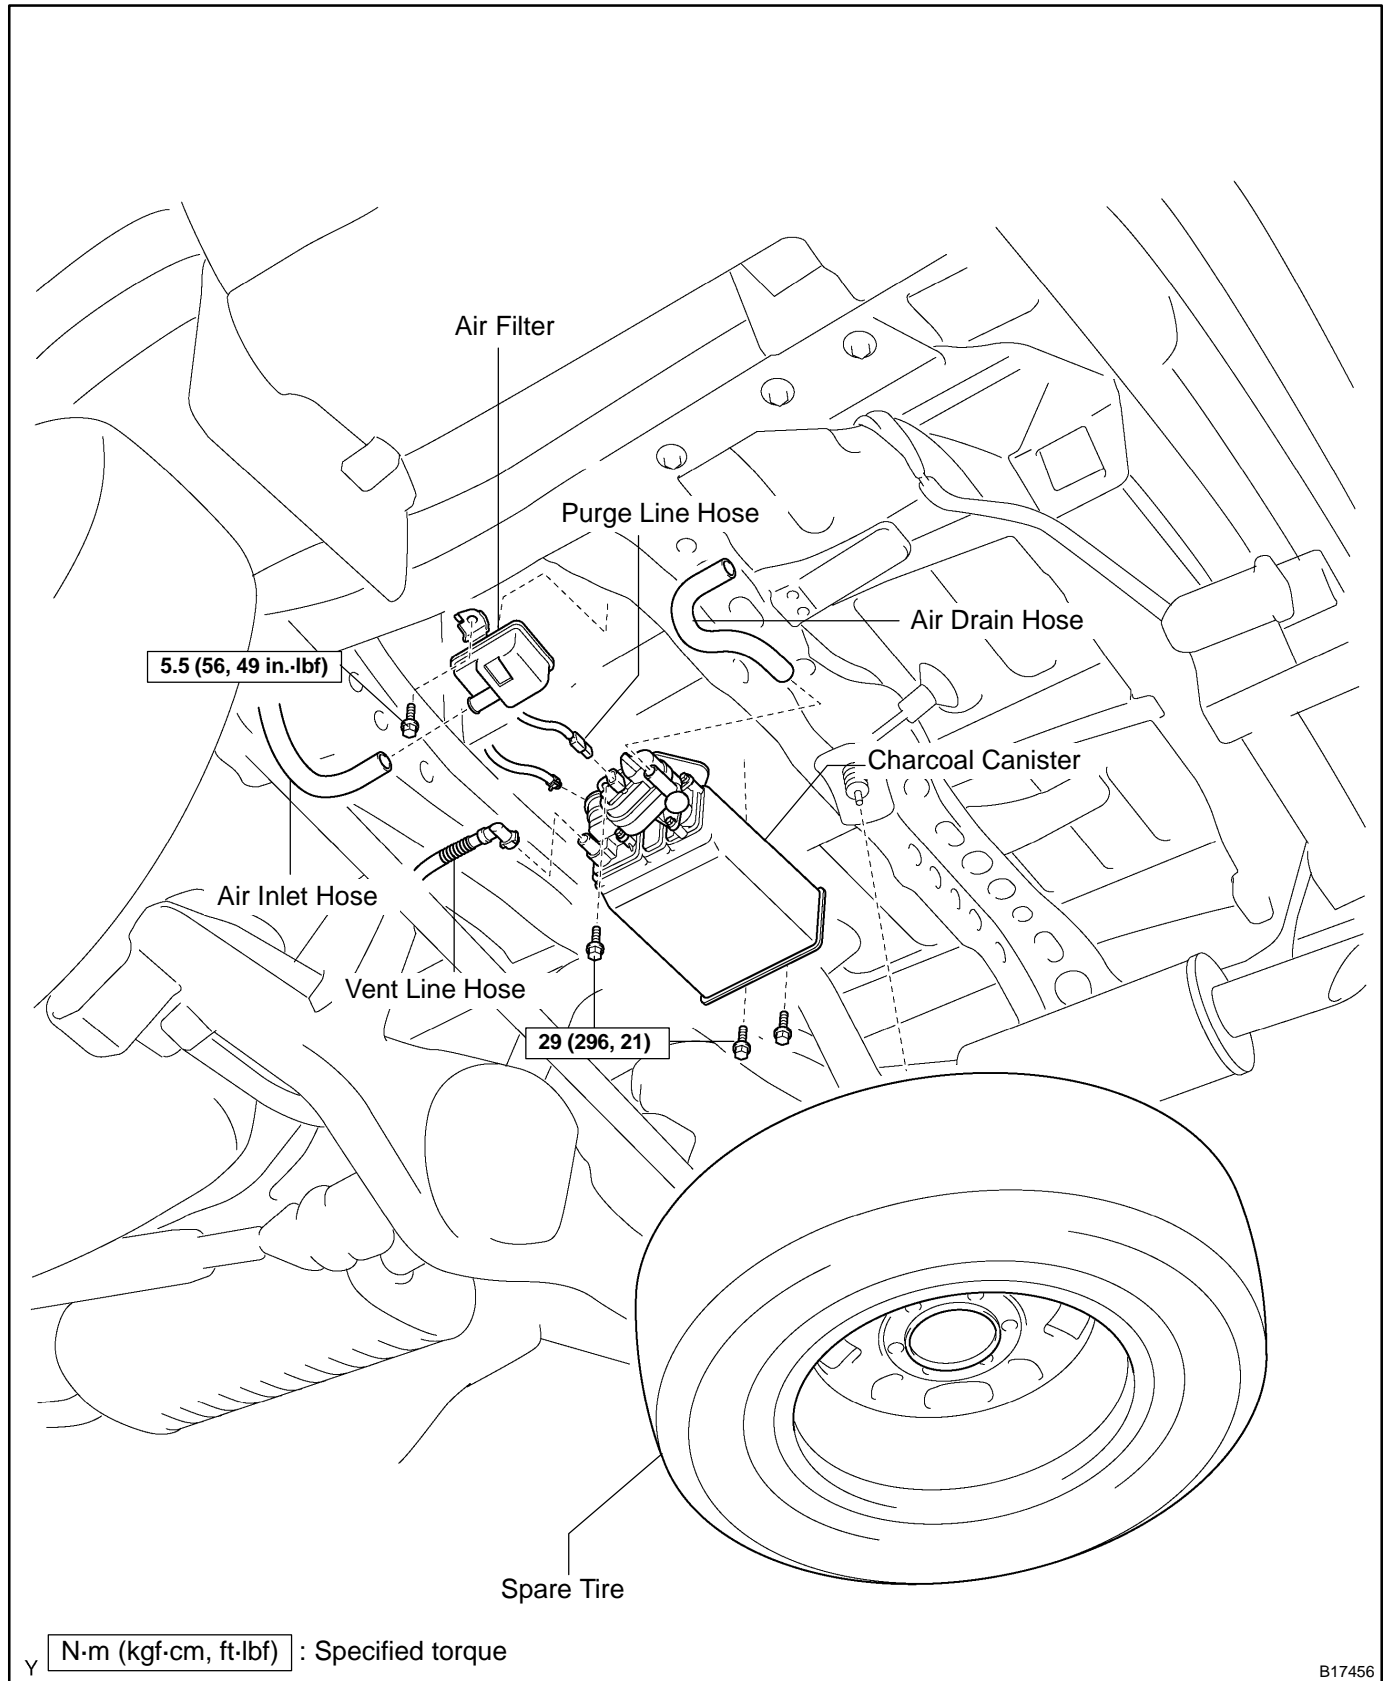 Air Filter
Purge Line Hose
Air Drain Hose
5.5 (56, 49 in.·lbf)
Charcoal Canister
Air Inlet Hose
Vent Line Hose
29 (296, 21)
Spare Tire
N·m (kgf·cm, ft·lbf) : Specified torque
Y
B17456